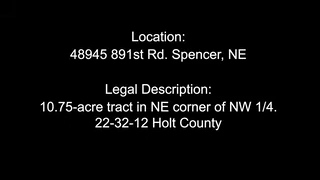 Location:
48945 891st Rd. Spencer, NE
Legal Description:
10.75-acre tract in NE corner of NW 1/4.
22-32-12 Holt County